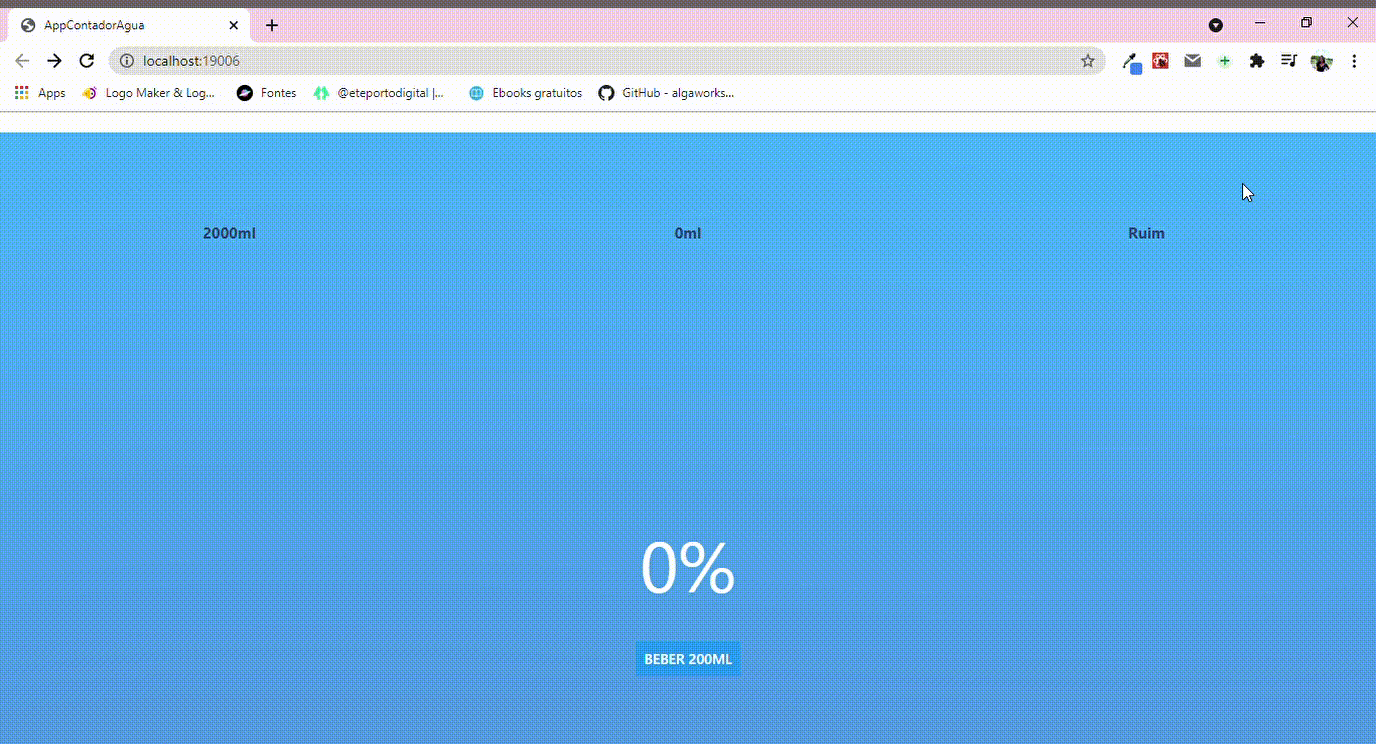 AppContadorAgua
localhost:19006
Apps Logo Maker & Log... Fontes @eteportodigital |... Ebooks gratuitos GitHub - algaworks...
2000ml 0ml Ruim
0%
BEBER 200ML